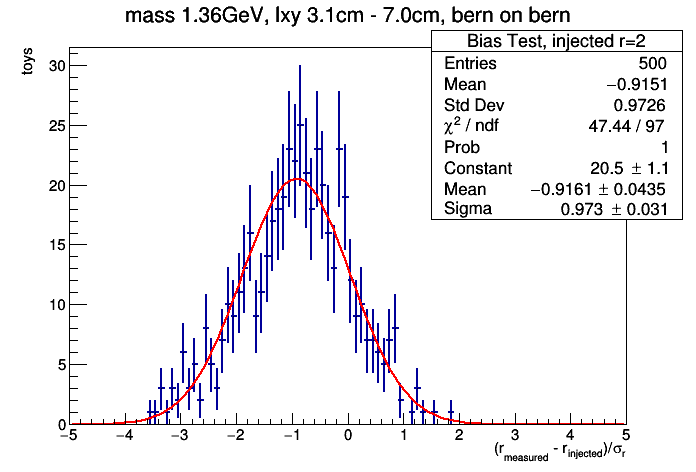 mass 1.36GeV, lxy 3.1cm - 7.0cm, bern on bern
Bias Test, injected r=2
Entries 500
Mean −0.9151
Std Dev 0.9726
χ² / ndf 47.44 / 97
Prob 1
Constant 20.5 ± 1.1
Mean −0.9161 ± 0.0435
Sigma 0.973 ± 0.031
toys
30
25
20
15
10
5
0
−5 −4 −3 −2 −1 0 1 2 3 4 5
(r_measured - r_injected)/σ_r